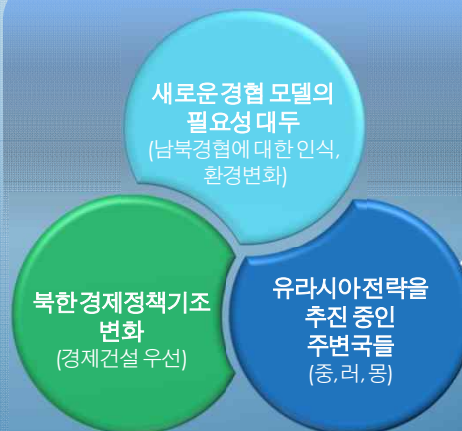 새로운 경협 모델의
필요성 대두
(남북경협에 대한 인식,
환경변화)
북한 경제정책기조
변화
(경제건설 우선)
유라시아 전략을
추진 중인
주변국들
(중, 러, 몽)